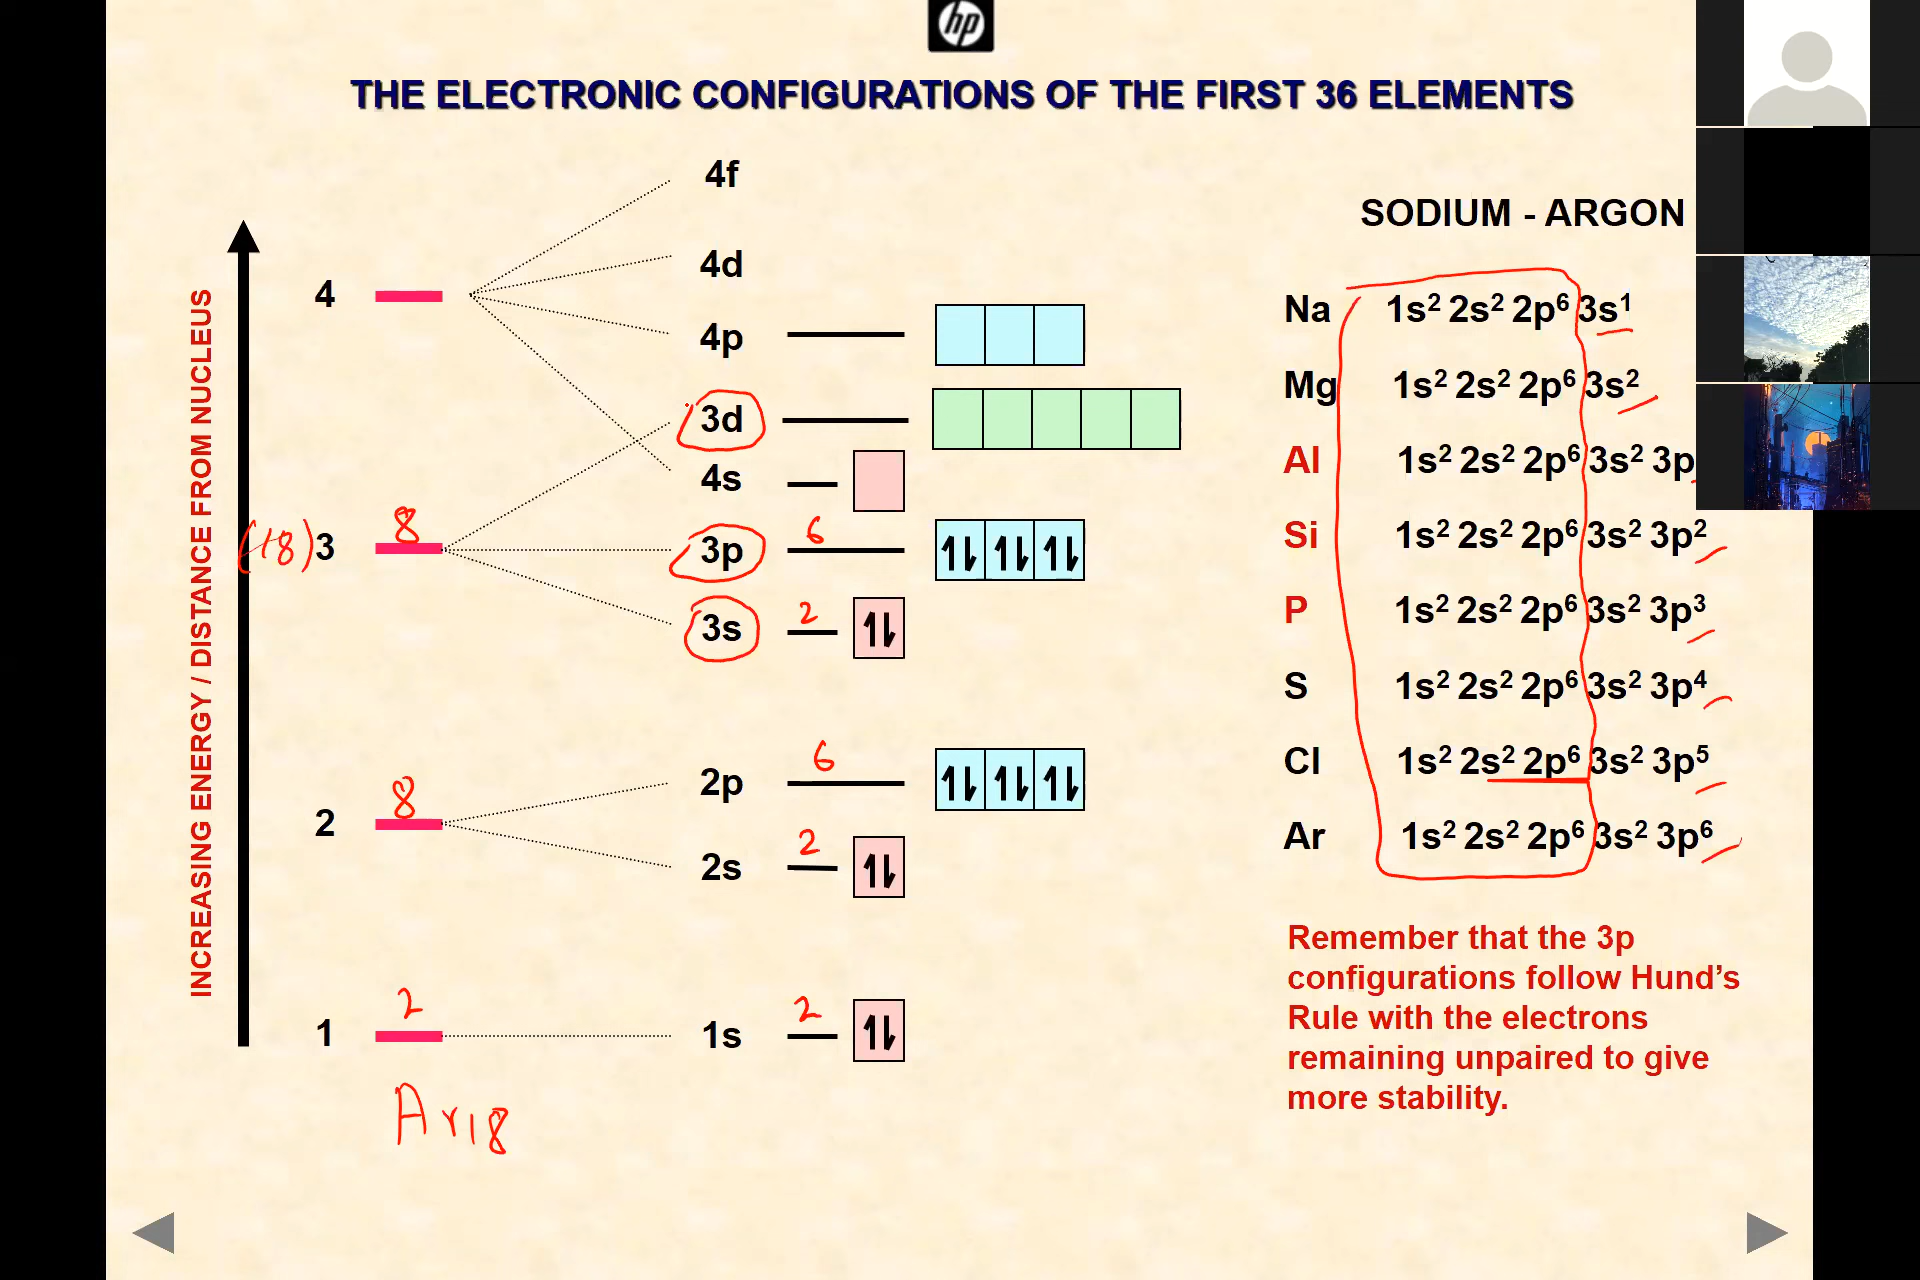 hp
THE ELECTRONIC CONFIGURATIONS OF THE FIRST 36 ELEMENTS
INCREASING ENERGY / DISTANCE FROM NUCLEUS
4f
4d
4
4p
3d
4s
(18) 3 8
3p 6
3s 2
2p 6
2 8
2s 2
2
1
1s 2
Ar 18
SODIUM - ARGON
Na 1s² 2s² 2p⁶ 3s¹
Mg 1s² 2s² 2p⁶ 3s²
Al 1s² 2s² 2p⁶ 3s² 3p
Si 1s² 2s² 2p⁶ 3s² 3p²
P 1s² 2s² 2p⁶ 3s² 3p³
S 1s² 2s² 2p⁶ 3s² 3p⁴
Cl 1s² 2s² 2p⁶ 3s² 3p⁵
Ar 1s² 2s² 2p⁶ 3s² 3p⁶
Remember that the 3p
configurations follow Hund’s
Rule with the electrons
remaining unpaired to give
more stability.